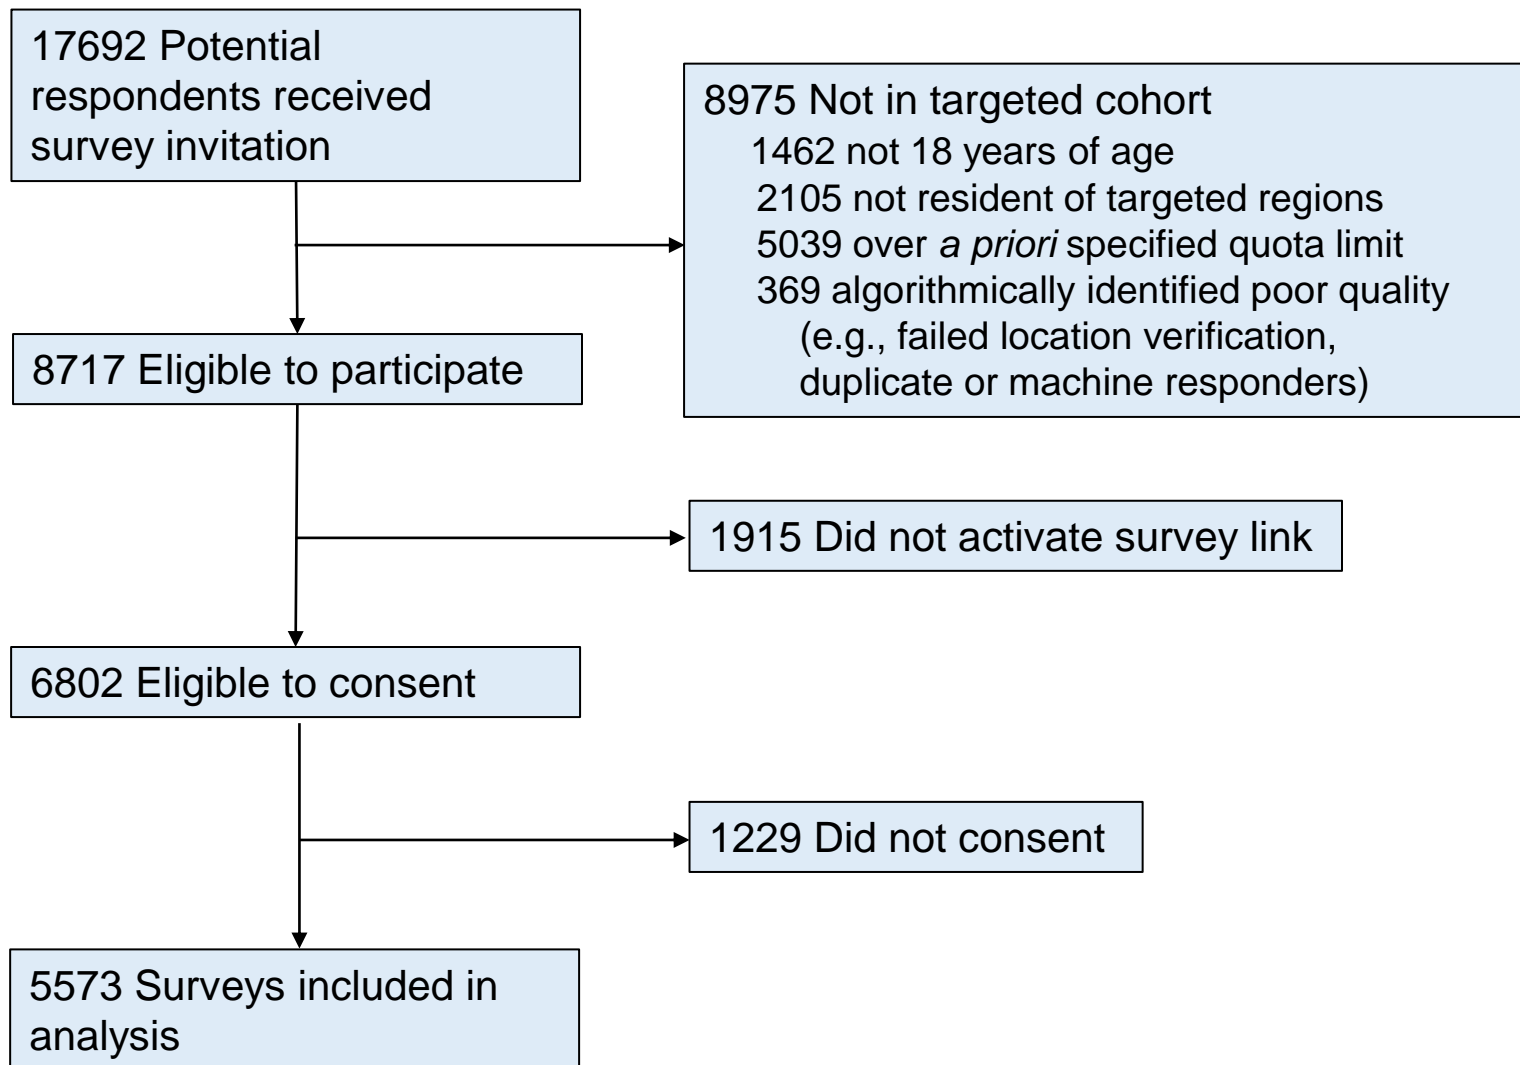 17692 Potential
respondents received
survey invitation
8975 Not in targeted cohort
1462 not 18 years of age
2105 not resident of targeted regions
5039 over a priori specified quota limit
369 algorithmically identified poor quality
(e.g., failed location verification,
duplicate or machine responders)
8717 Eligible to participate
1915 Did not activate survey link
6802 Eligible to consent
1229 Did not consent
5573 Surveys included in
analysis